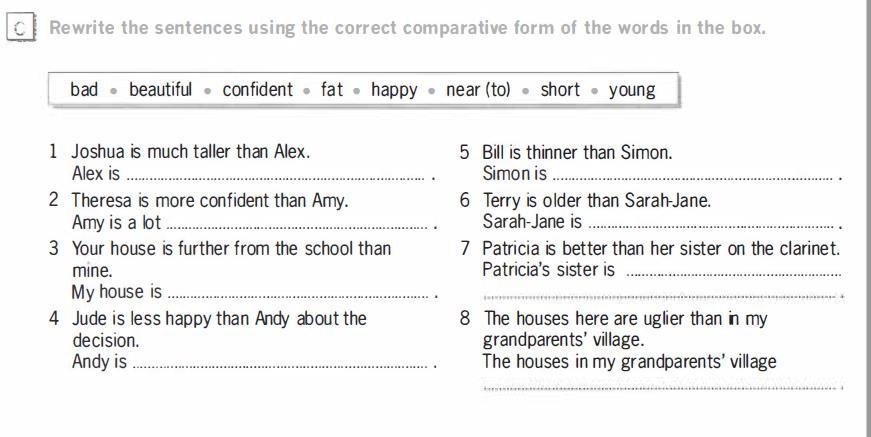 C Rewrite the sentences using the correct comparative form of the words in the box.
bad • beautiful • confident • fat • happy • near (to) • short • young
1 Joshua is much taller than Alex.
Alex is .................................................. .
2 Theresa is more confident than Amy.
Amy is a lot .................................................. .
3 Your house is further from the school than
mine.
My house is .................................................. .
4 Jude is less happy than Andy about the
decision.
Andy is .................................................. .
5 Bill is thinner than Simon.
Simon is .................................................. .
6 Terry is older than Sarah-Jane.
Sarah-Jane is .................................................. .
7 Patricia is better than her sister on the clarinet.
Patricia's sister is ..................................................
.................................................. .
8 The houses here are uglier than in my
grandparents' village.
The houses in my grandparents' village
.................................................. .